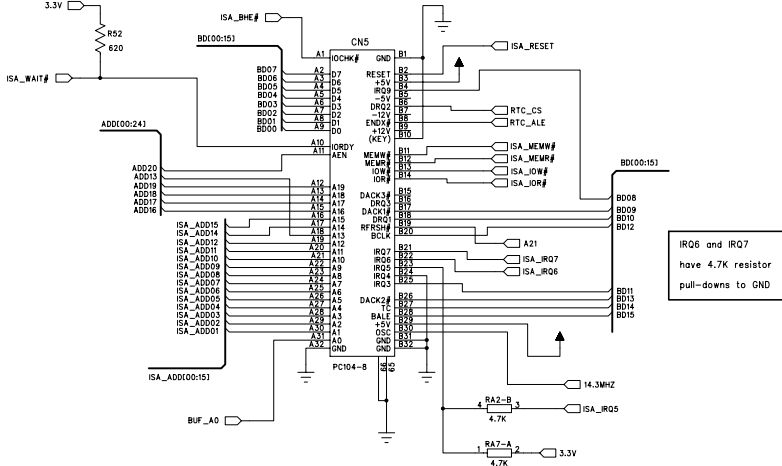 3.3V
R52
620
ISA_WAIT#
ISA_BHE#
BD[00:15]
BD07
BD06
BD05
BD04
BD03
BD02
BD01
BD00
ADD[00:24]
ADD20
ADD13
ADD19
ADD18
ADD17
ADD16
ISA_ADD15
ISA_ADD14
ISA_ADD12
ISA_ADD11
ISA_ADD10
ISA_ADD09
ISA_ADD08
ISA_ADD07
ISA_ADD06
ISA_ADD05
ISA_ADD04
ISA_ADD03
ISA_ADD02
ISA_ADD01
ISA_ADD[00:15]
BUF_A0
CN5
A1 IOCHK#
A2 D7
A3 D6
A4 D5
A5 D4
A6 D3
A7 D2
A8 D1
A9 D0
A10 IORDY
A11 AEN
A12 A19
A13 A18
A14 A17
A15 A16
A16 A15
A17 A14
A18 A13
A19 A12
A20 A11
A21 A10
A22 A9
A23 A8
A24 A7
A25 A6
A26 A5
A27 A4
A28 A3
A29 A2
A30 A1
A31 A0
A32 GND
GND B1
RESET B2
+5V B3
IRQ9 B4
-5V B5
DRQ2 B6
-12V B7
ENDX# B8
+12V B9
(KEY) B10
MEMW# B11
MEMR# B12
IOW# B13
IOR# B14
DACK3# B15
DRQ3 B16
DACK1# B17
DRQ1 B18
RFRSH# B19
BCLK B20
IRQ7 B21
IRQ6 B22
IRQ5 B23
IRQ4 B24
IRQ3 B25
DACK2# B26
TC B27
BALE B28
+5V B29
OSC B30
GND B31
GND B32
PC104-8
66
65
ISA_RESET
RTC_CS
RTC_ALE
ISA_MEMW#
ISA_MEMR#
ISA_IOW#
ISA_IOR#
A21
ISA_IRQ7
ISA_IRQ6
BD[00:15]
BD08
BD09
BD10
BD12
BD11
BD13
BD14
BD15
14.3MHZ
RA2-B
4 3
4.7K
ISA_IRQ5
RA7-A
1 2
4.7K
3.3V
IRQ6 and IRQ7
have 4.7K resistor
pull-downs to GND